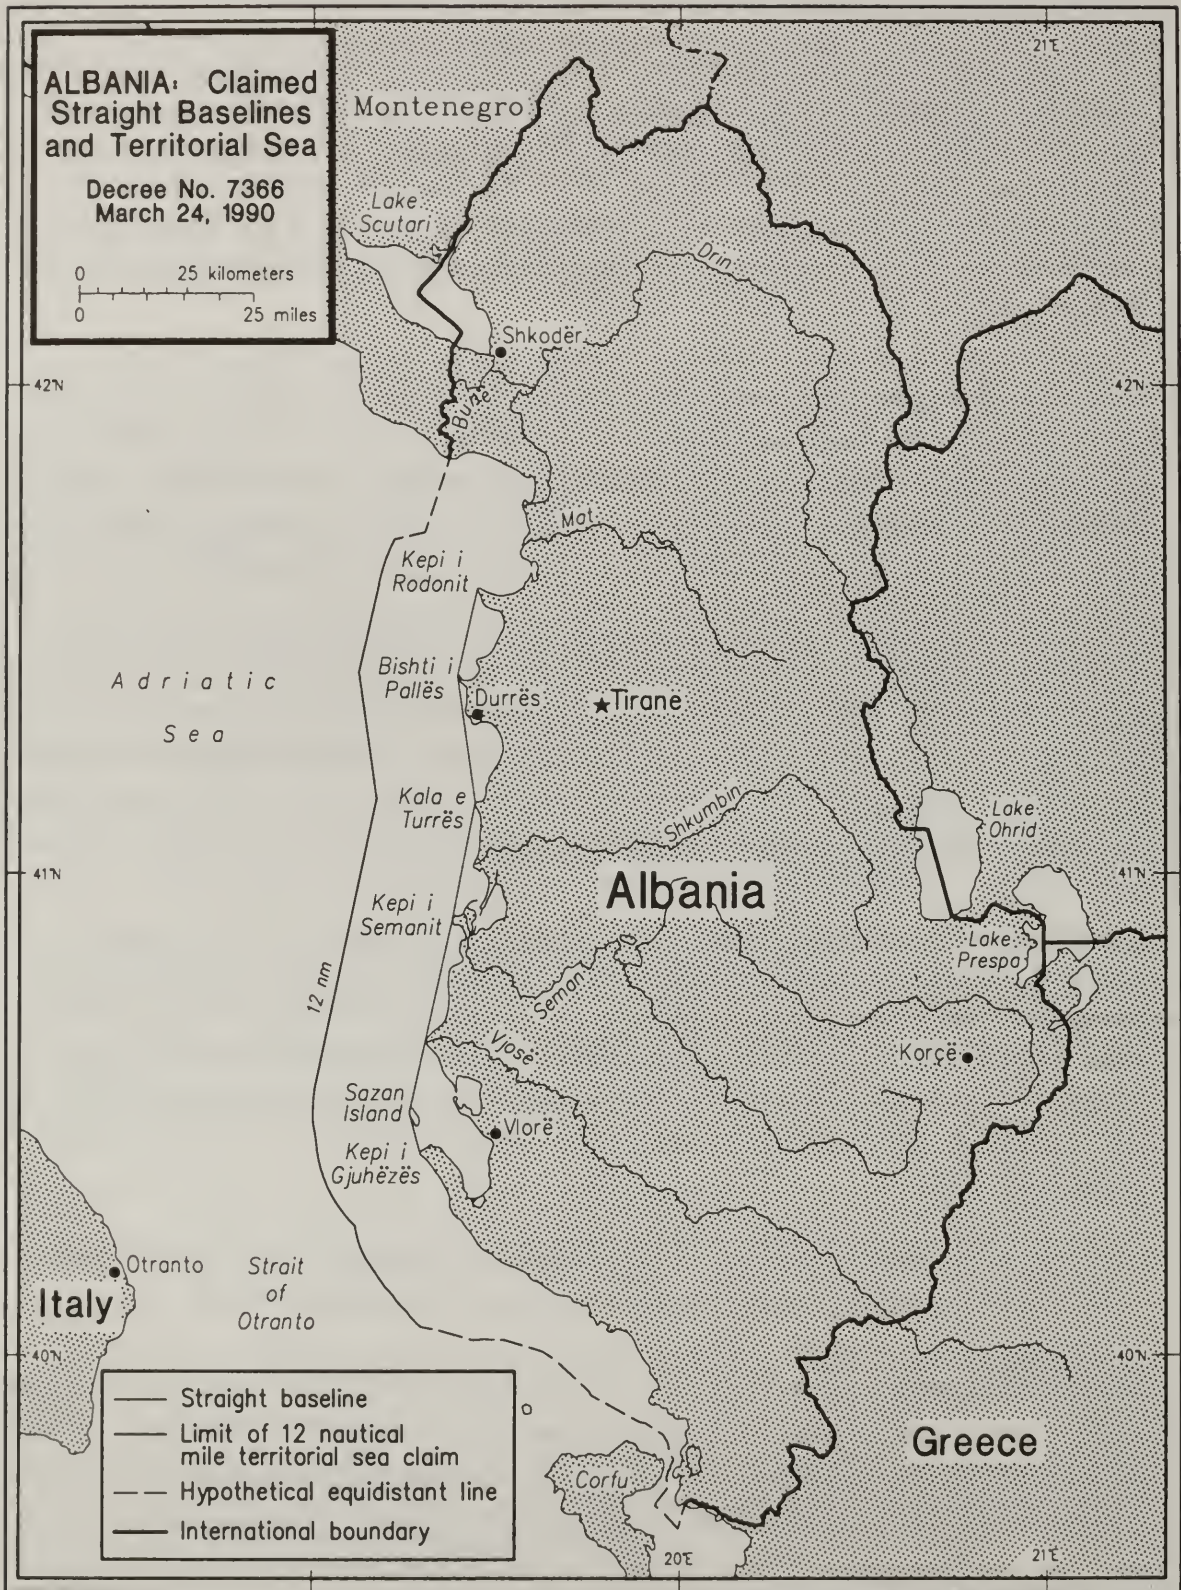 ALBANIA: Claimed
Straight Baselines
and Territorial Sea
Decree No. 7366
March 24, 1990
0 25 kilometers
0 25 miles
21°E
Montenegro
Lake
Scutari
Drin
Shkodër
42°N
42°N
Bunë
Mat
Kepi i
Rodonit
Adriatic
Sea
Bishti i
Pallës
Durrës
Tirane
Kala e
Turrës
Shkumbin
Lake
Ohrid
41°N
41°N
Albania
Kepi i
Semanit
Lake
Prespa
12 nm
Seman
Vjosë
Korçë
Sazan
Island
Vlorë
Kepi i
Gjuhëzës
Otranto
Italy
Strait
of
Otranto
40°N
40°N
Straight baseline
Limit of 12 nautical
mile territorial sea claim
Hypothetical equidistant line
International boundary
Greece
Corfu
20°E
21°E